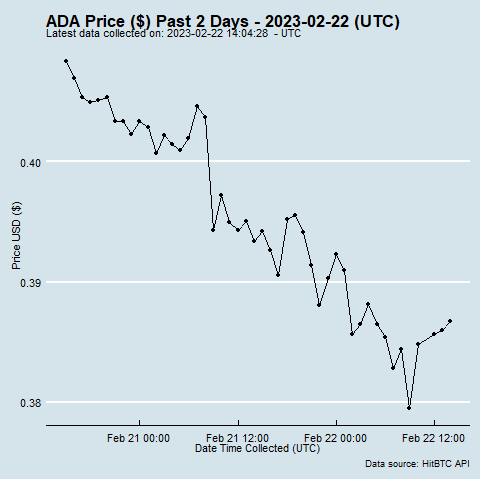 ADA Price ($) Past 2 Days - 2023-02-22 (UTC)
Latest data collected on: 2023-02-22 14:04:28 - UTC
0.40
0.39
0.38
Price USD ($)
Feb 21 00:00
Feb 21 12:00
Feb 22 00:00
Feb 22 12:00
Date Time Collected (UTC)
Data source: HitBTC API